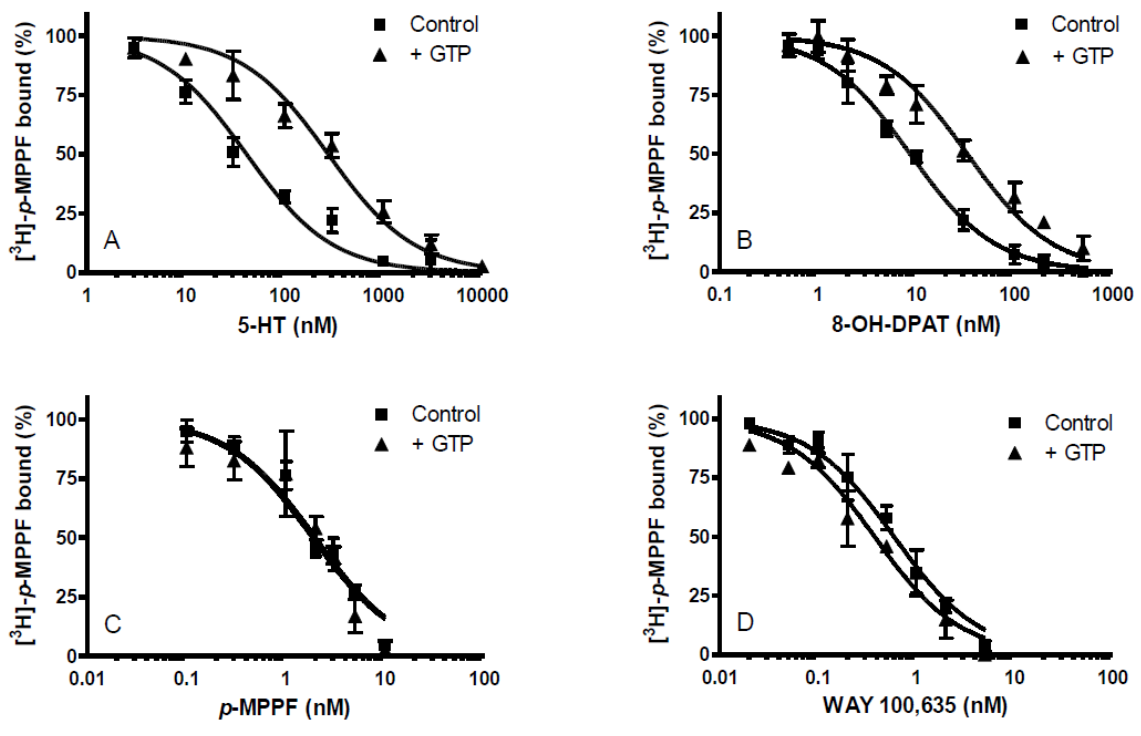 Control
+ GTP
[³H]-p-MPPF bound (%)
100
75
50
25
0
A
1 10 100 1000 10000
5-HT (nM)
Control
+ GTP
[³H]-p-MPPF bound (%)
100
75
50
25
0
B
0.1 1 10 100 1000
8-OH-DPAT (nM)
Control
+ GTP
[³H]-p-MPPF bound (%)
100
75
50
25
0
C
0.01 0.1 1 10 100
p-MPPF (nM)
Control
+ GTP
[³H]-p-MPPF bound (%)
100
75
50
25
0
D
0.01 0.1 1 10 100
WAY 100,635 (nM)